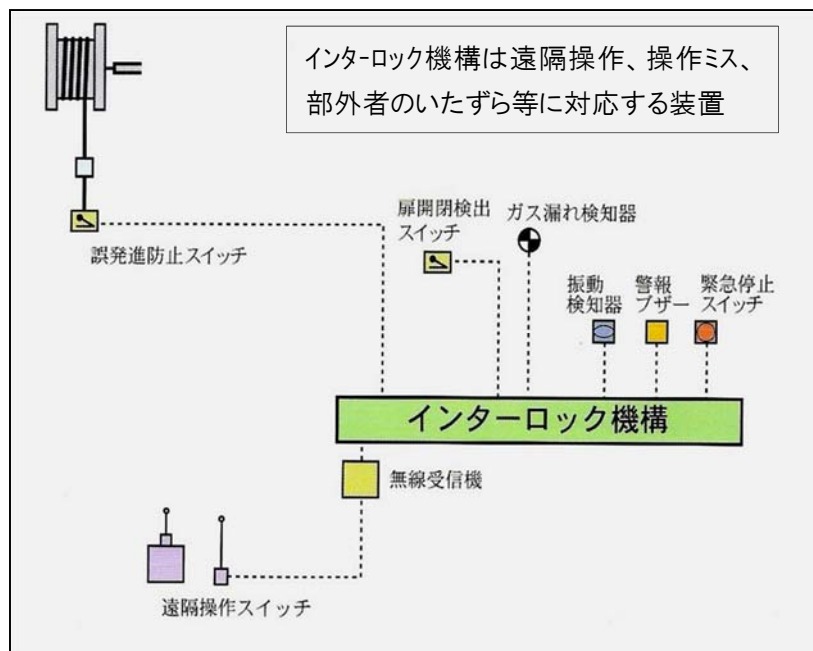 インターロック機構は遠隔操作、操作ミス、
部外者のいたずら等に対応する装置
扉開閉検出
スイッチ
ガス漏れ検知器
誤発進防止スイッチ
振動
検知器
警報
ブザー
緊急停止
スイッチ
インターロック機構
無線受信機
遠隔操作スイッチ